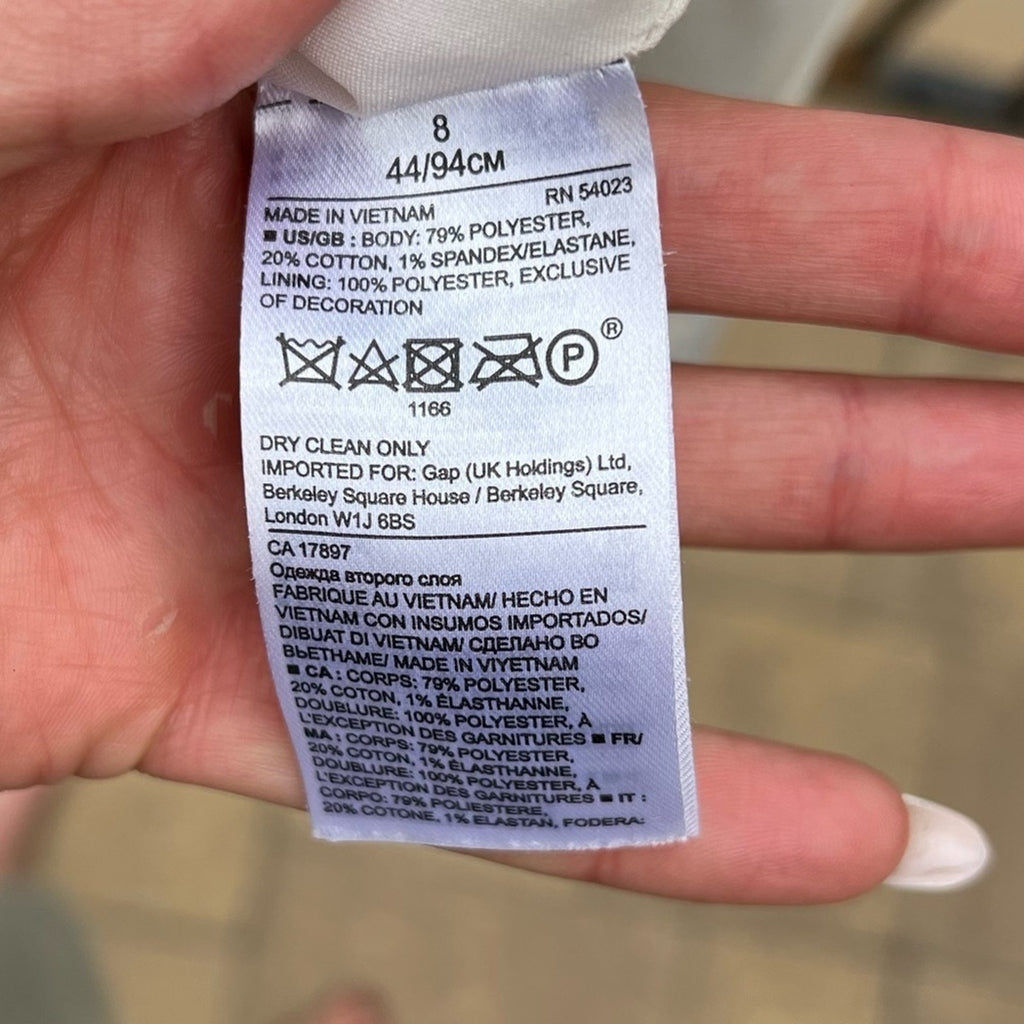 8
44/94CM
RN 54023
MADE IN VIETNAM
■ US/GB : BODY: 79% POLYESTER,
20% COTTON, 1% SPANDEX/ELASTANE,
LINING: 100% POLYESTER, EXCLUSIVE
OF DECORATION
P ®
1166
DRY CLEAN ONLY
IMPORTED FOR: Gap (UK Holdings) Ltd,
Berkeley Square House / Berkeley Square,
London W1J 6BS
CA 17897
Одежда второго слоя
FABRIQUE AU VIETNAM/ HECHO EN
VIETNAM CON INSUMOS IMPORTADOS/
DIBUAT DI VIETNAM/ СДЕЛАНО ВО
ВЬЕТНАМЕ/ MADE IN VIYETNAM
■ CA : CORPS: 79% POLYESTER,
20% COTON, 1% ÉLASTHANNE,
DOUBLURE: 100% POLYESTER, À
L'EXCEPTION DES GARNITURES ■ FR/
MA : CORPS: 79% POLYESTER,
20% COTON, 1% ÉLASTHANNE,
DOUBLURE: 100% POLYESTER, À
L'EXCEPTION DES GARNITURES ■ IT :
CORPO: 79% POLIESTERE,
20% COTONE, 1% ELASTAN, FODERA: